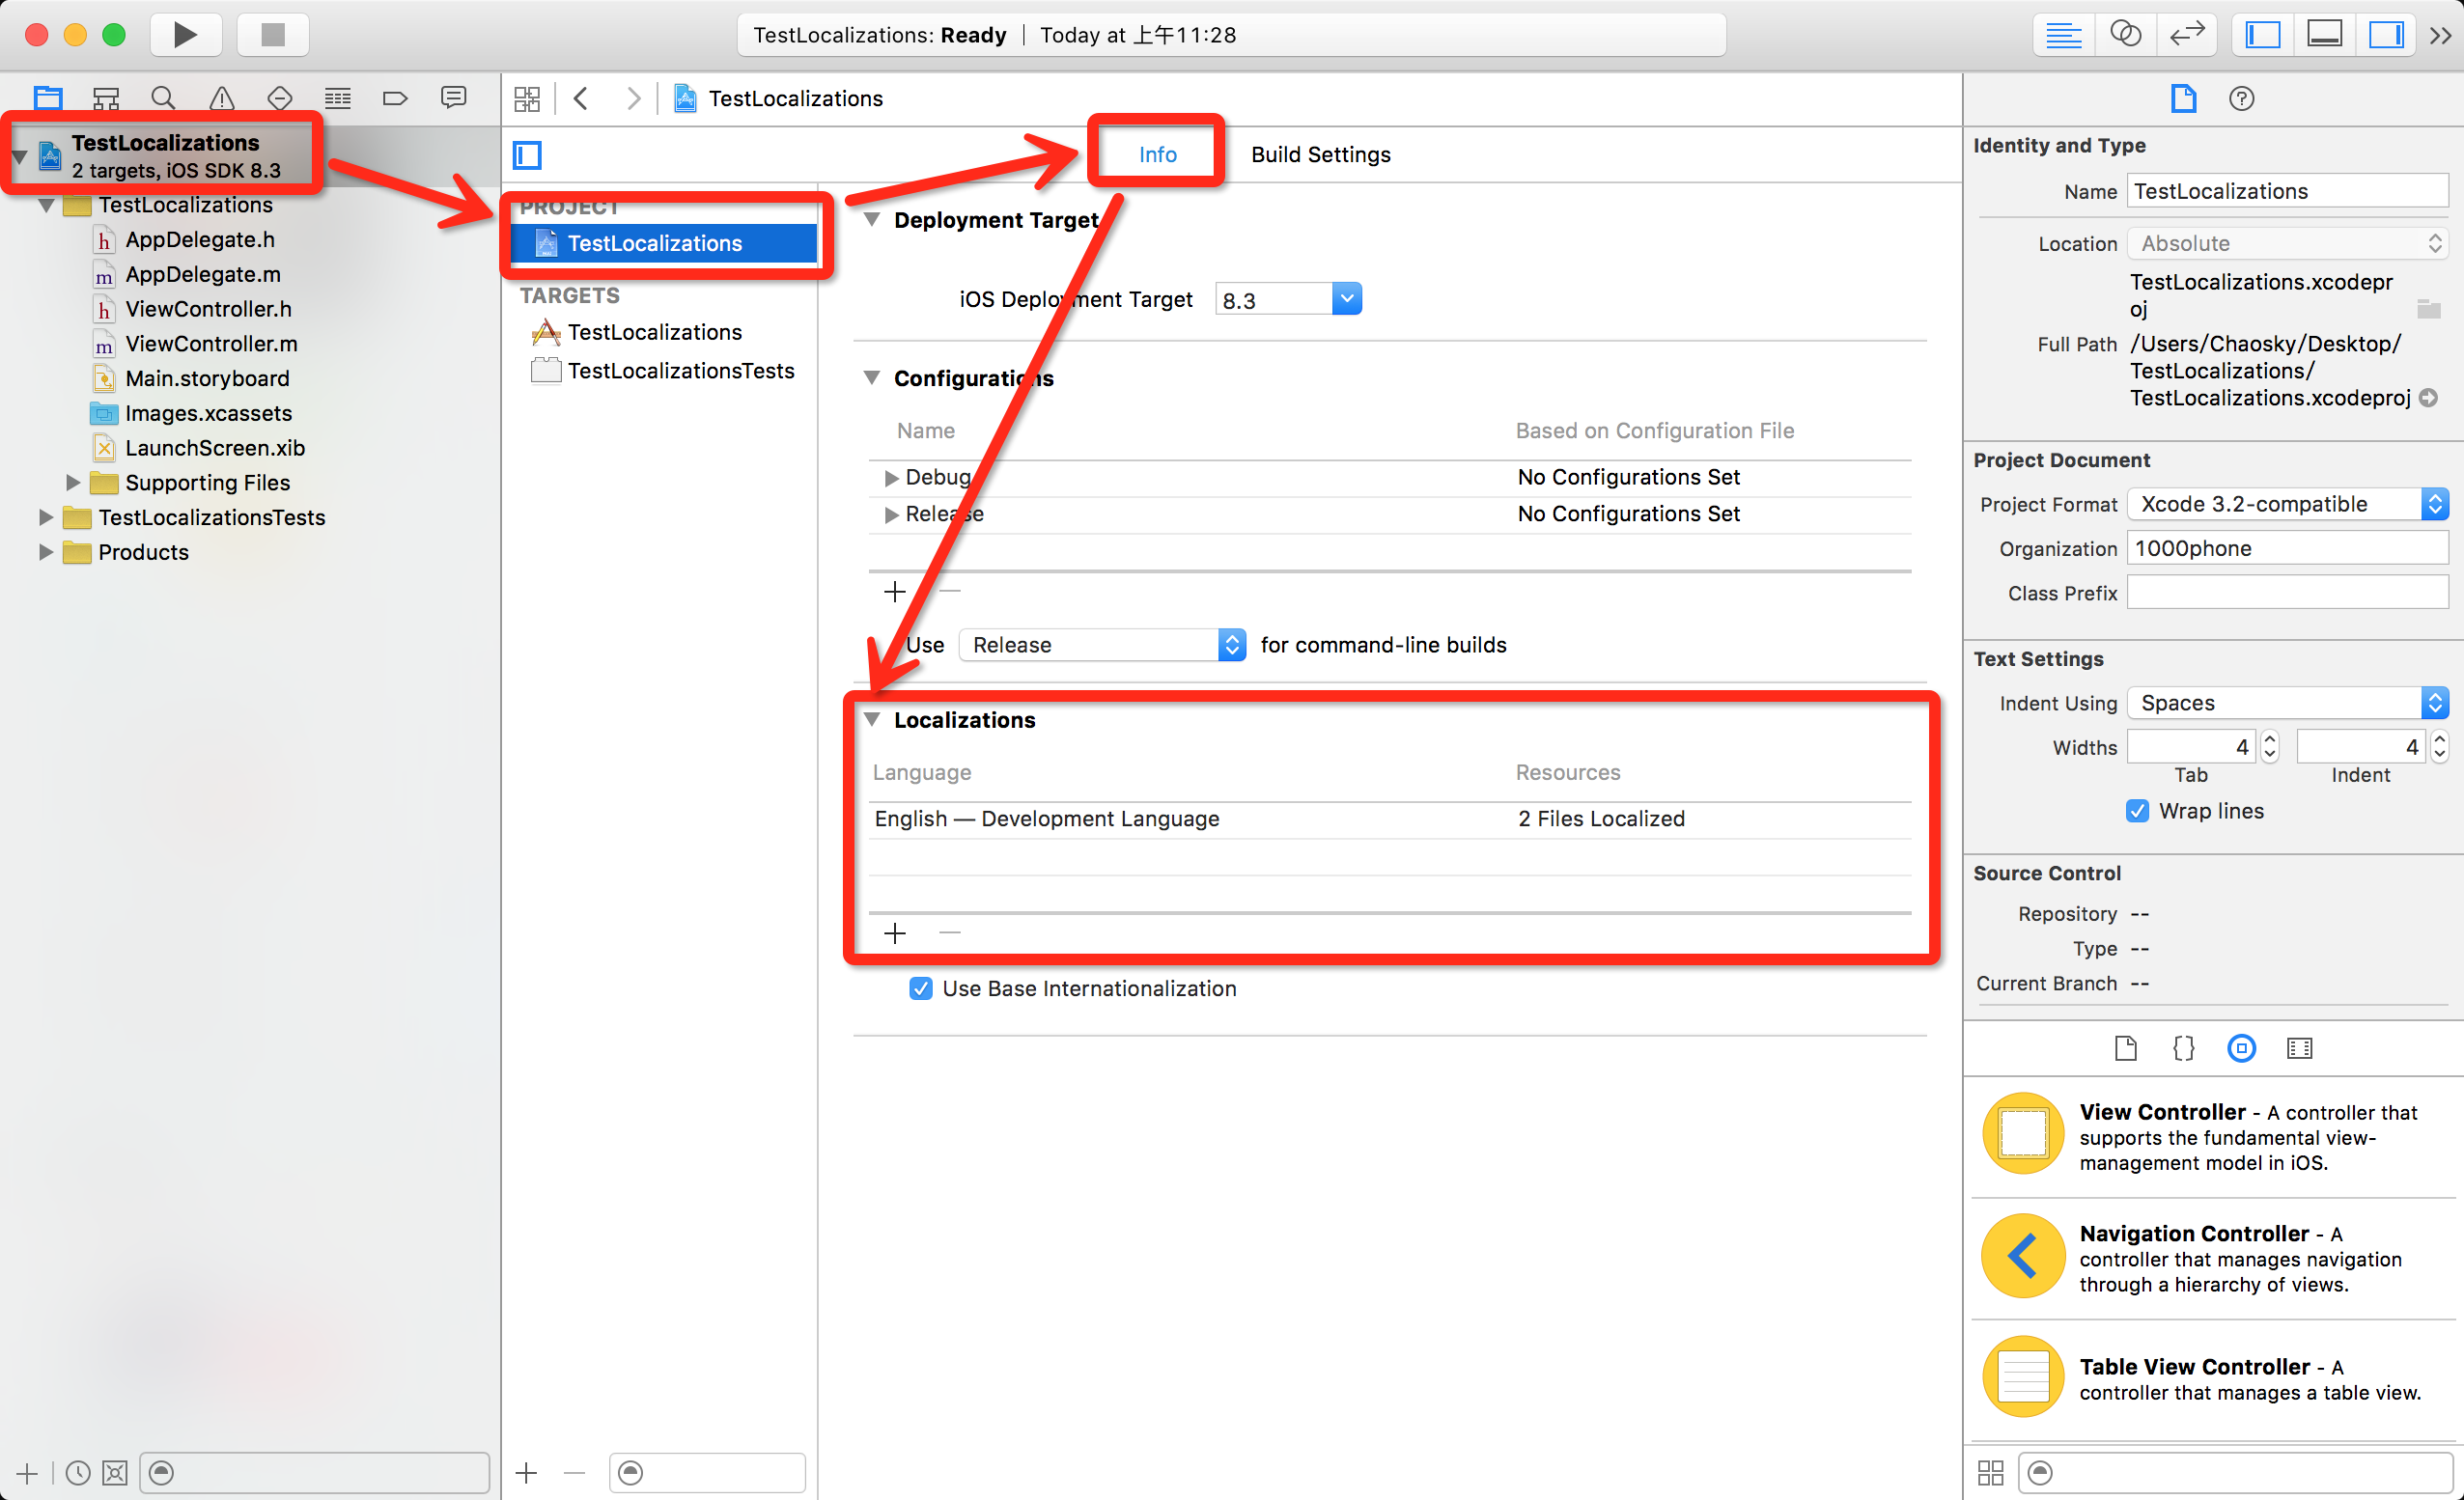 TestLocalizations: Ready | Today at 上午11:28
TestLocalizations
2 targets, iOS SDK 8.3
TestLocalizations
AppDelegate.h
AppDelegate.m
ViewController.h
ViewController.m
Main.storyboard
Images.xcassets
LaunchScreen.xib
Supporting Files
TestLocalizationsTests
Products
TestLocalizations
PROJECT
TestLocalizations
TARGETS
TestLocalizations
TestLocalizationsTests
Info
Build Settings
Deployment Target
iOS Deployment Target 8.3
Configurations
Name Based on Configuration File
Debug No Configurations Set
Release No Configurations Set
Use Release for command-line builds
Localizations
Language Resources
English — Development Language 2 Files Localized
Use Base Internationalization
Identity and Type
Name TestLocalizations
Location Absolute
TestLocalizations.xcodepr
oj
Full Path /Users/Chaosky/Desktop/
TestLocalizations/
TestLocalizations.xcodeproj
Project Document
Project Format Xcode 3.2-compatible
Organization 1000phone
Class Prefix
Text Settings
Indent Using Spaces
Widths 4 4
Tab Indent
Wrap lines
Source Control
Repository --
Type --
Current Branch --
View Controller - A controller that
supports the fundamental view-
management model in iOS.
Navigation Controller - A
controller that manages navigation
through a hierarchy of views.
Table View Controller - A
controller that manages a table view.